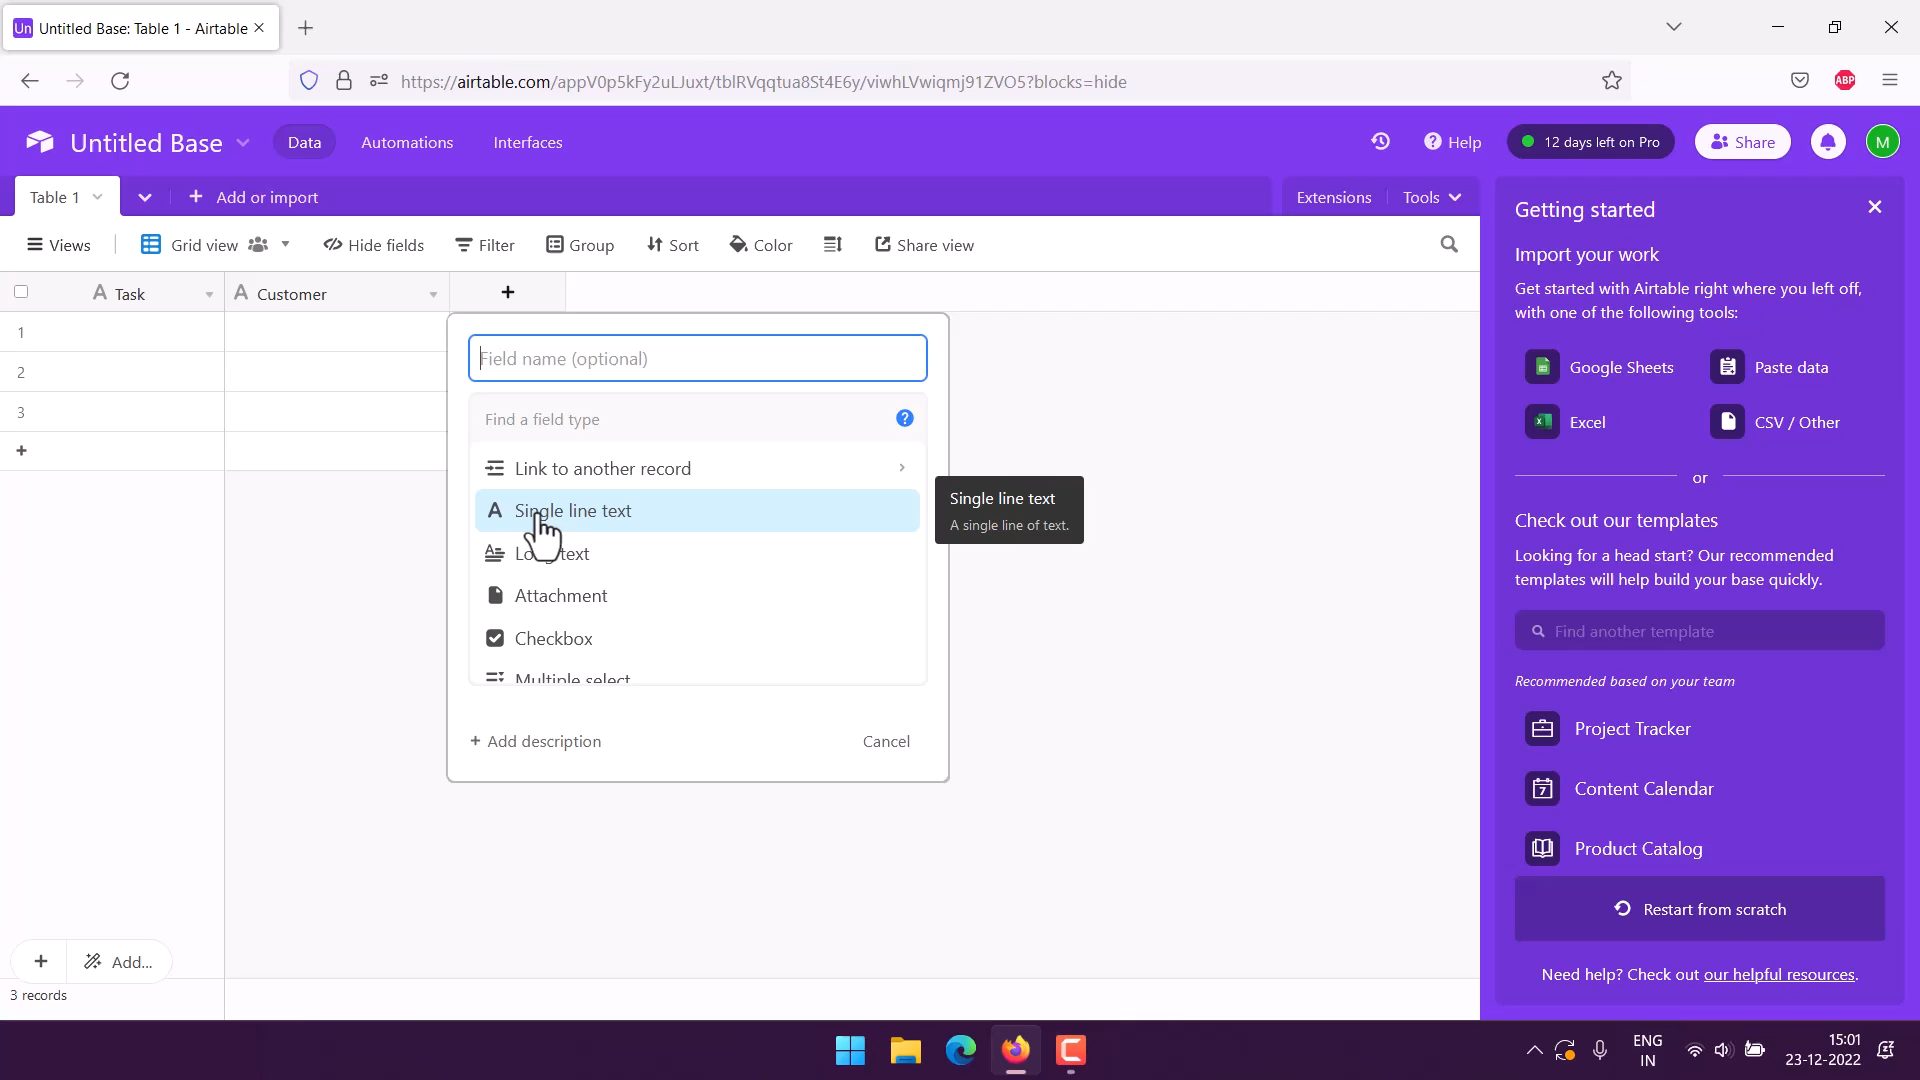 Un Untitled Base: Table 1 - Airtable
https://airtable.com/appV0p5kFy2uLJuxt/tblRVqqtua8St4E6y/viwhLVwiqmj91ZVO5?blocks=hide
ABP
Untitled Base
Data
Automations
Interfaces
Help
12 days left on Pro
Share
M
Table 1
Add or import
Extensions
Tools
Views
Grid view
Hide fields
Filter
Group
Sort
Color
Share view
A Task
A Customer
1
2
3
Field name (optional)
Find a field type
?
Link to another record
A Single line text
Long text
Attachment
Checkbox
Multiple select
+ Add description
Cancel
Single line text
A single line of text.
Add...
3 records
Getting started
Import your work
Get started with Airtable right where you left off,
with one of the following tools:
Google Sheets
Paste data
Excel
CSV / Other
or
Check out our templates
Looking for a head start? Our recommended
templates will help build your base quickly.
Find another template
Recommended based on your team
Project Tracker
7 Content Calendar
Product Catalog
Restart from scratch
Need help? Check out our helpful resources.
ENG
IN
15:01
23-12-2022